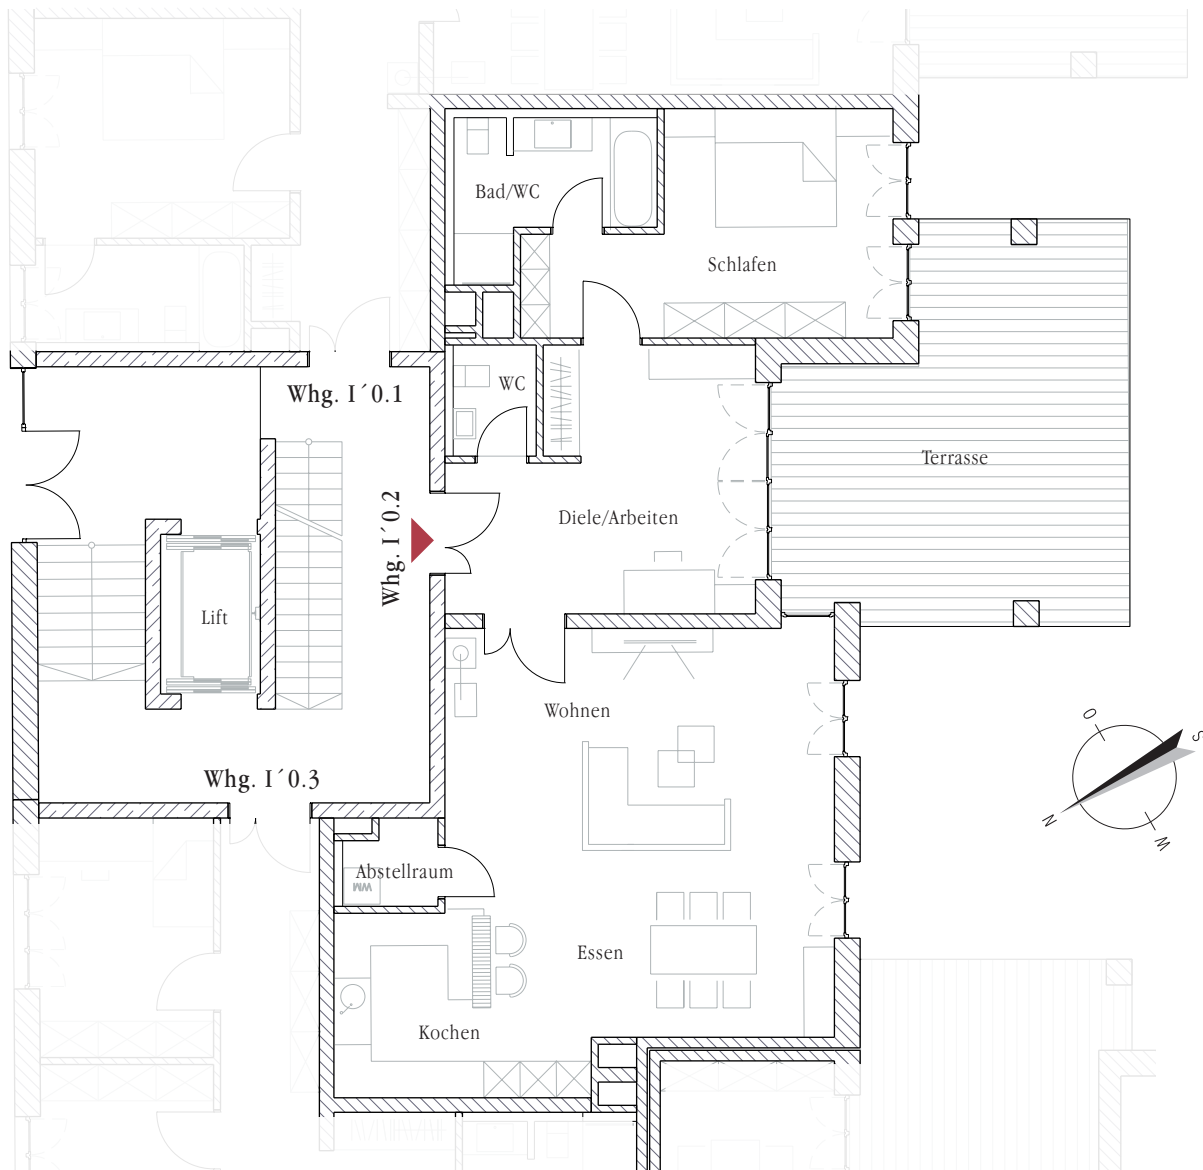 Bad/WC
Schlafen
WC
Whg. I´0.1
Terrasse
Whg. I´0.2
Diele/Arbeiten
Lift
Wohnen
O
S
Whg. I´0.3
N
W
Abstellraum
WM
Essen
Kochen